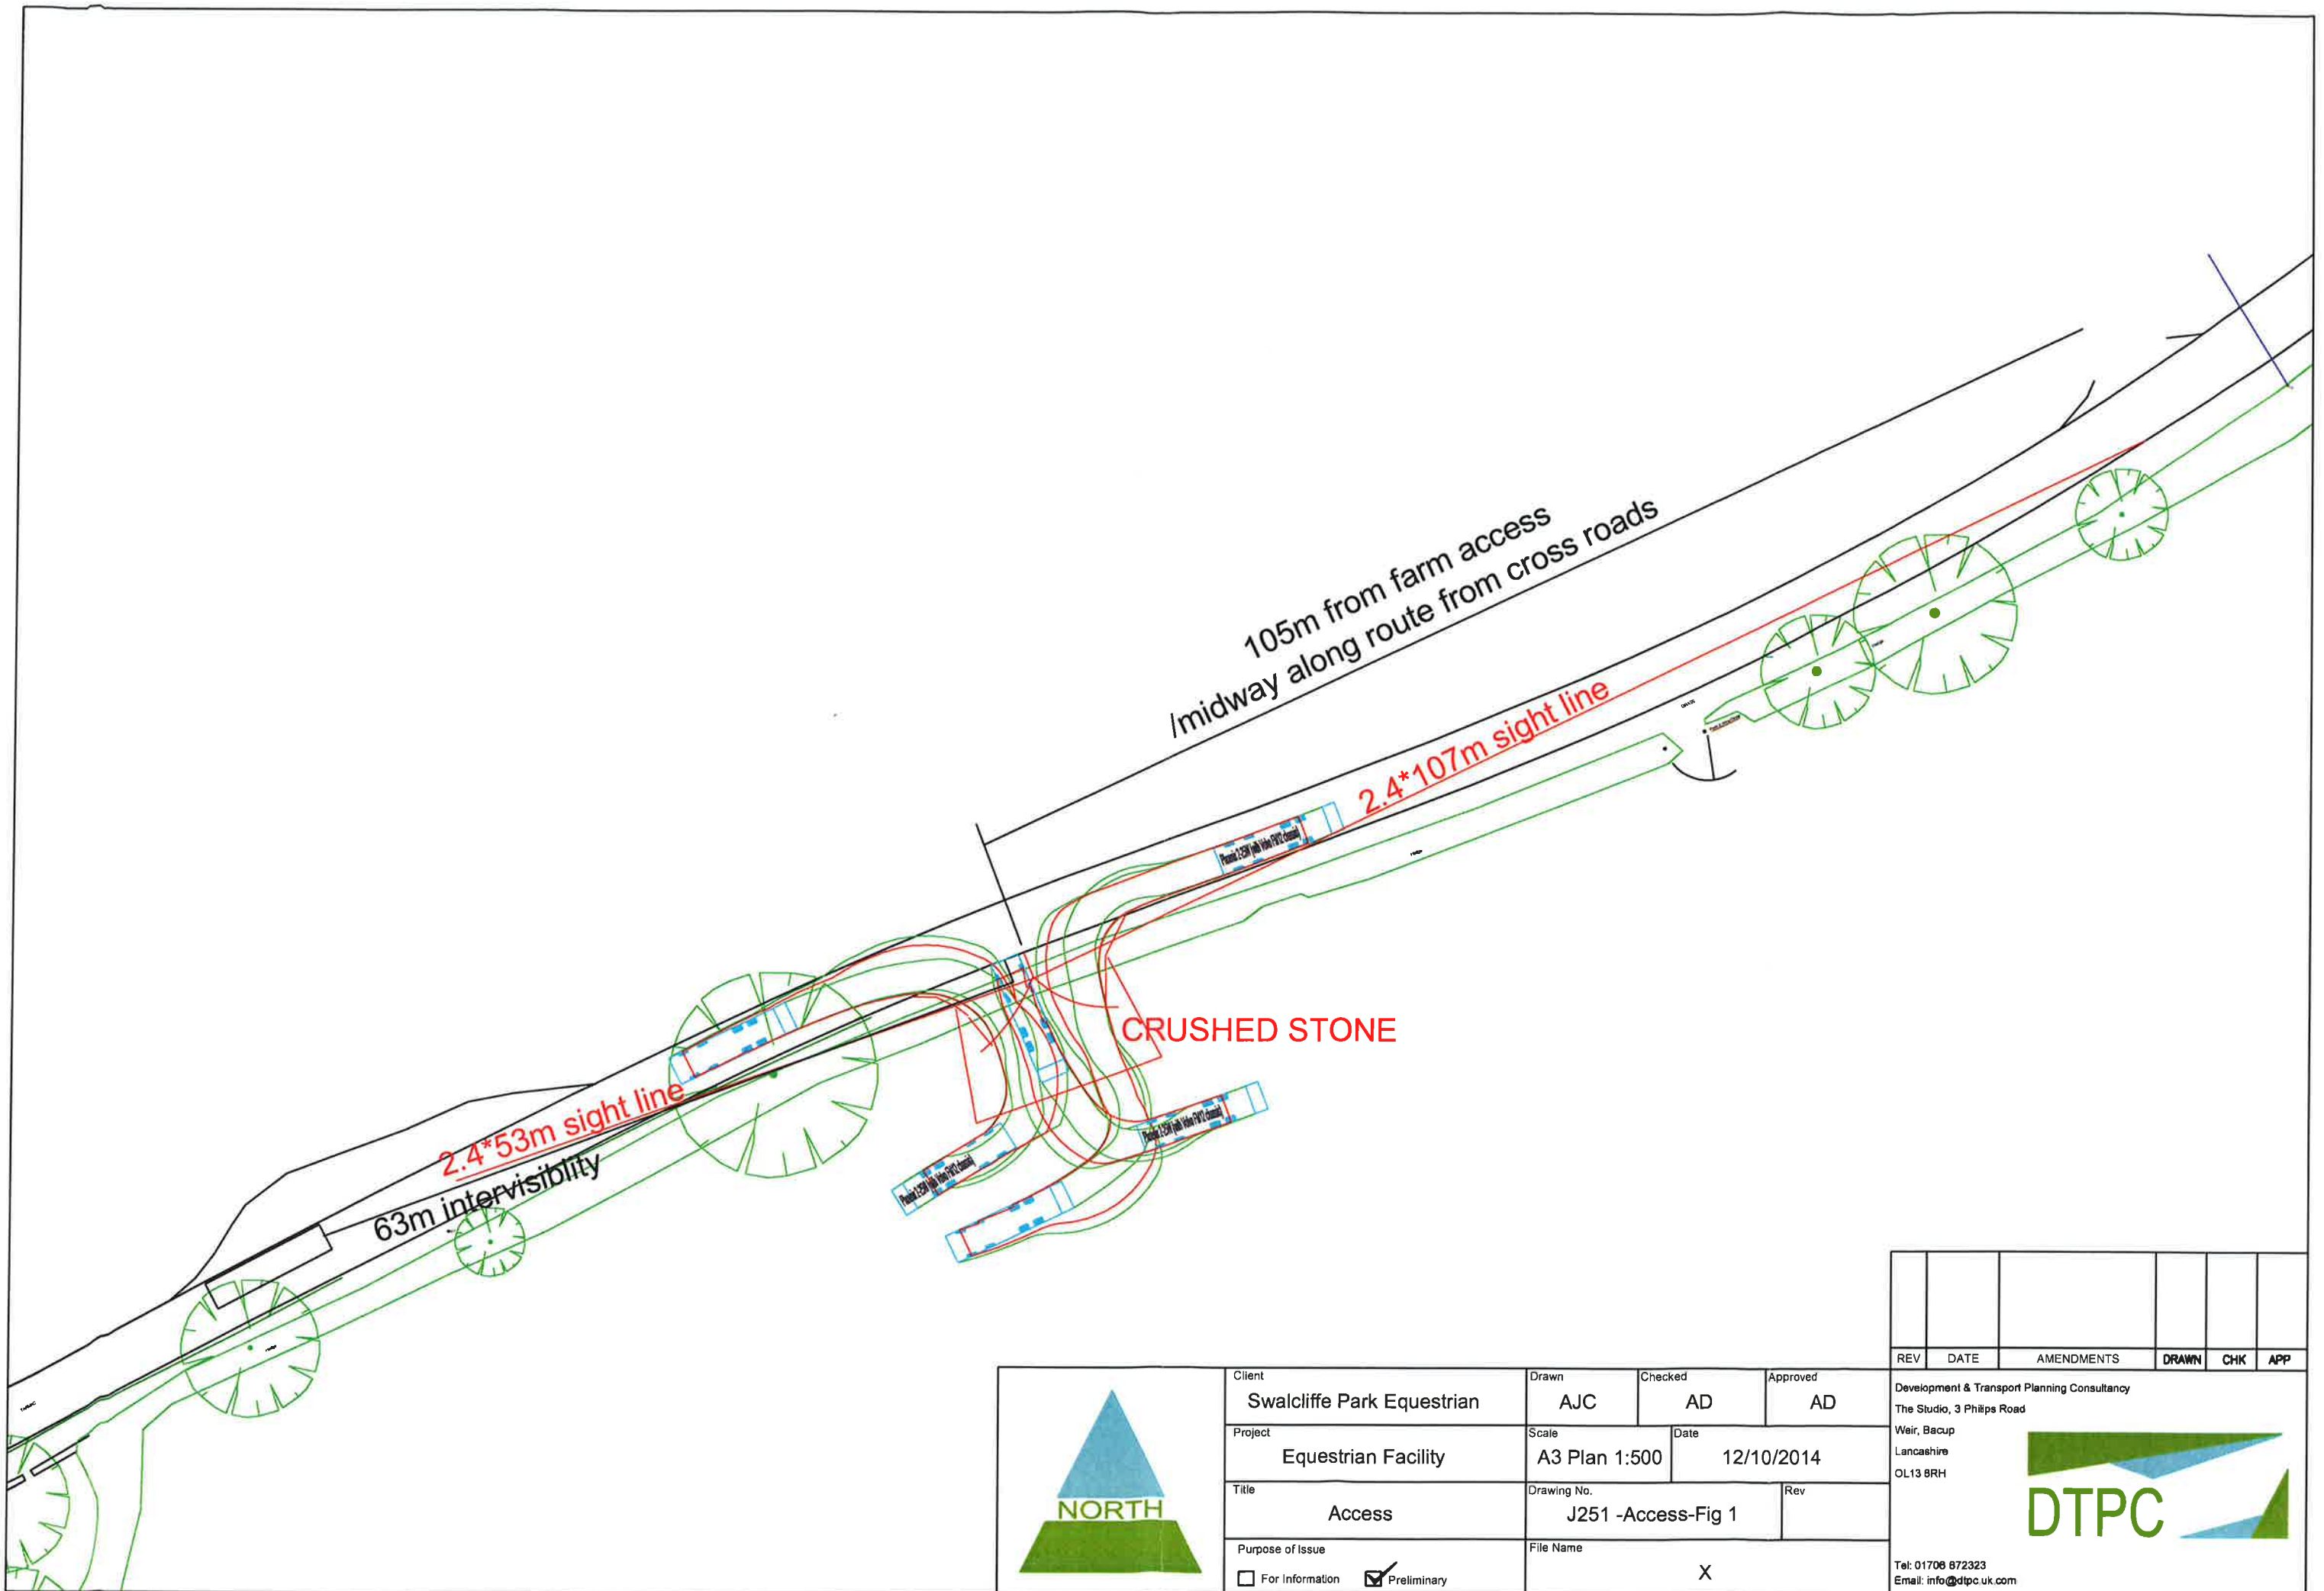 105m from farm access
/midway along route from cross roads
2.4*107m sight line
CRUSHED STONE
2.4*53m sight line
63m intervisiblity
REV DATE AMENDMENTS DRAWN CHK APP
NORTH
Client
Swalcliffe Park Equestrian
Project
Equestrian Facility
Title
Access
Purpose of Issue
For Information Preliminary
Drawn
AJC
Checked
AD
Approved
AD
Scale
A3 Plan 1:500
Date
12/10/2014
Drawing No.
J251 -Access-Fig 1
Rev
File Name
X
Development & Transport Planning Consultancy
The Studio, 3 Philips Road
Weir, Bacup
Lancashire
OL13 8RH
DTPC
Tel: 01706 872323
Email: info@dtpc.uk.com